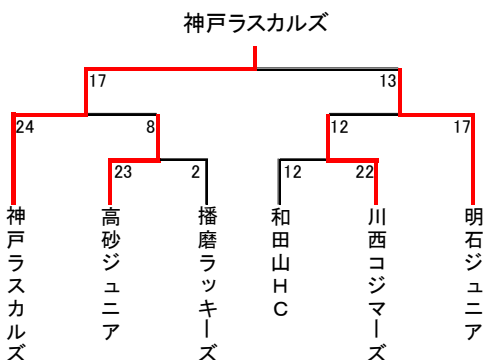 神戸ラスカルズ
17
13
24
8
12
17
23
2
12
22
神戸ラスカルズ
高砂ジュニア
播磨ラッキーズ
和田山HC
川西コジマーズ
明石ジュニア